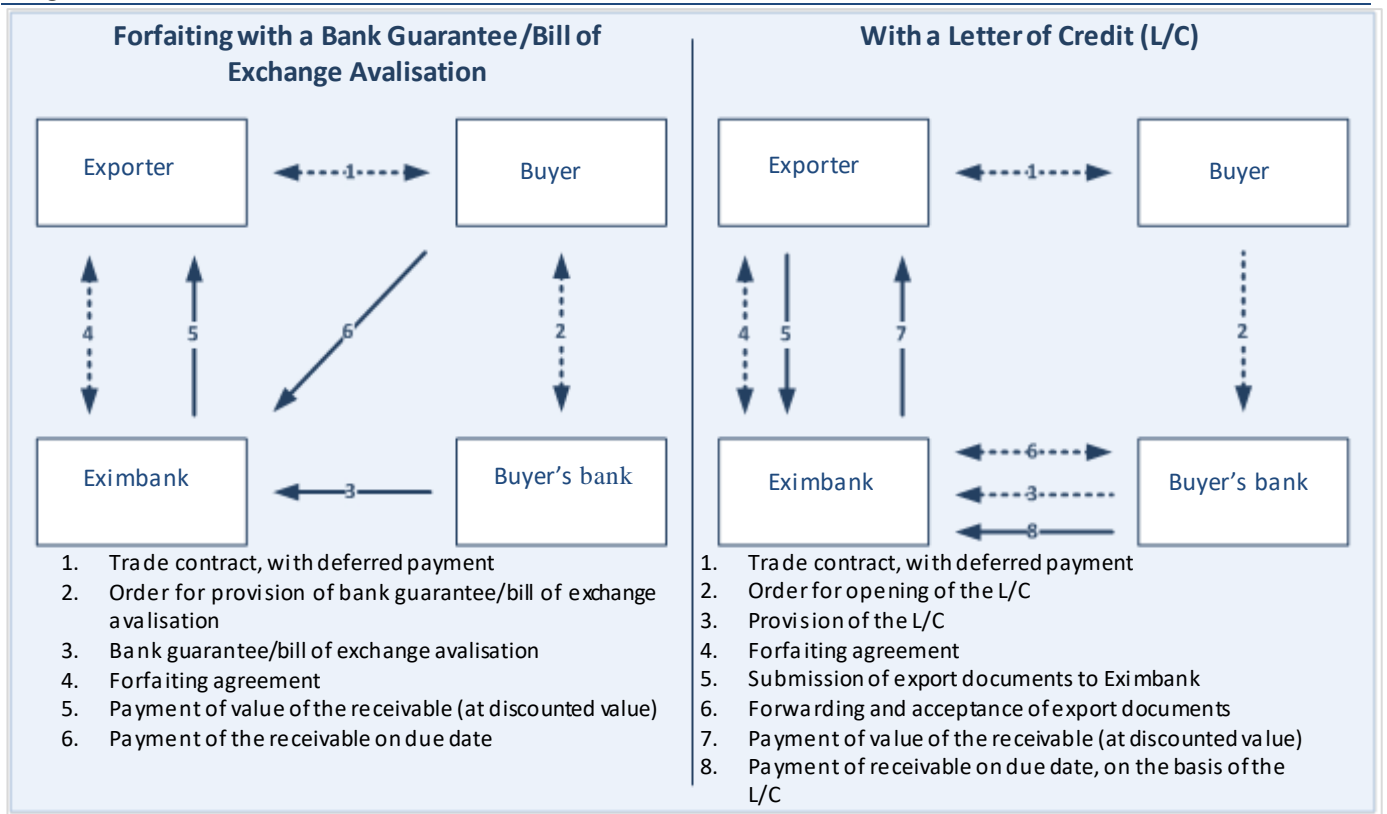 Forfaiting with a Bank Guarantee/Bill of
Exchange Avalisation
Exporter
1
Buyer
4
5
6
2
Eximbank
3
Buyer's bank
1. Trade contract, with deferred payment
2. Order for provision of bank guarantee/bill of exchange
avalisation
3. Bank guarantee/bill of exchange avalisation
4. Forfaiting agreement
5. Payment of value of the receivable (at discounted value)
6. Payment of the receivable on due date
With a Letter of Credit (L/C)
Exporter
1
Buyer
4
5
7
2
Eximbank
6
3
8
Buyer's bank
1. Trade contract, with deferred payment
2. Order for opening of the L/C
3. Provision of the L/C
4. Forfaiting agreement
5. Submission of export documents to Eximbank
6. Forwarding and acceptance of export documents
7. Payment of value of the receivable (at discounted value)
8. Payment of receivable on due date, on the basis of the
L/C